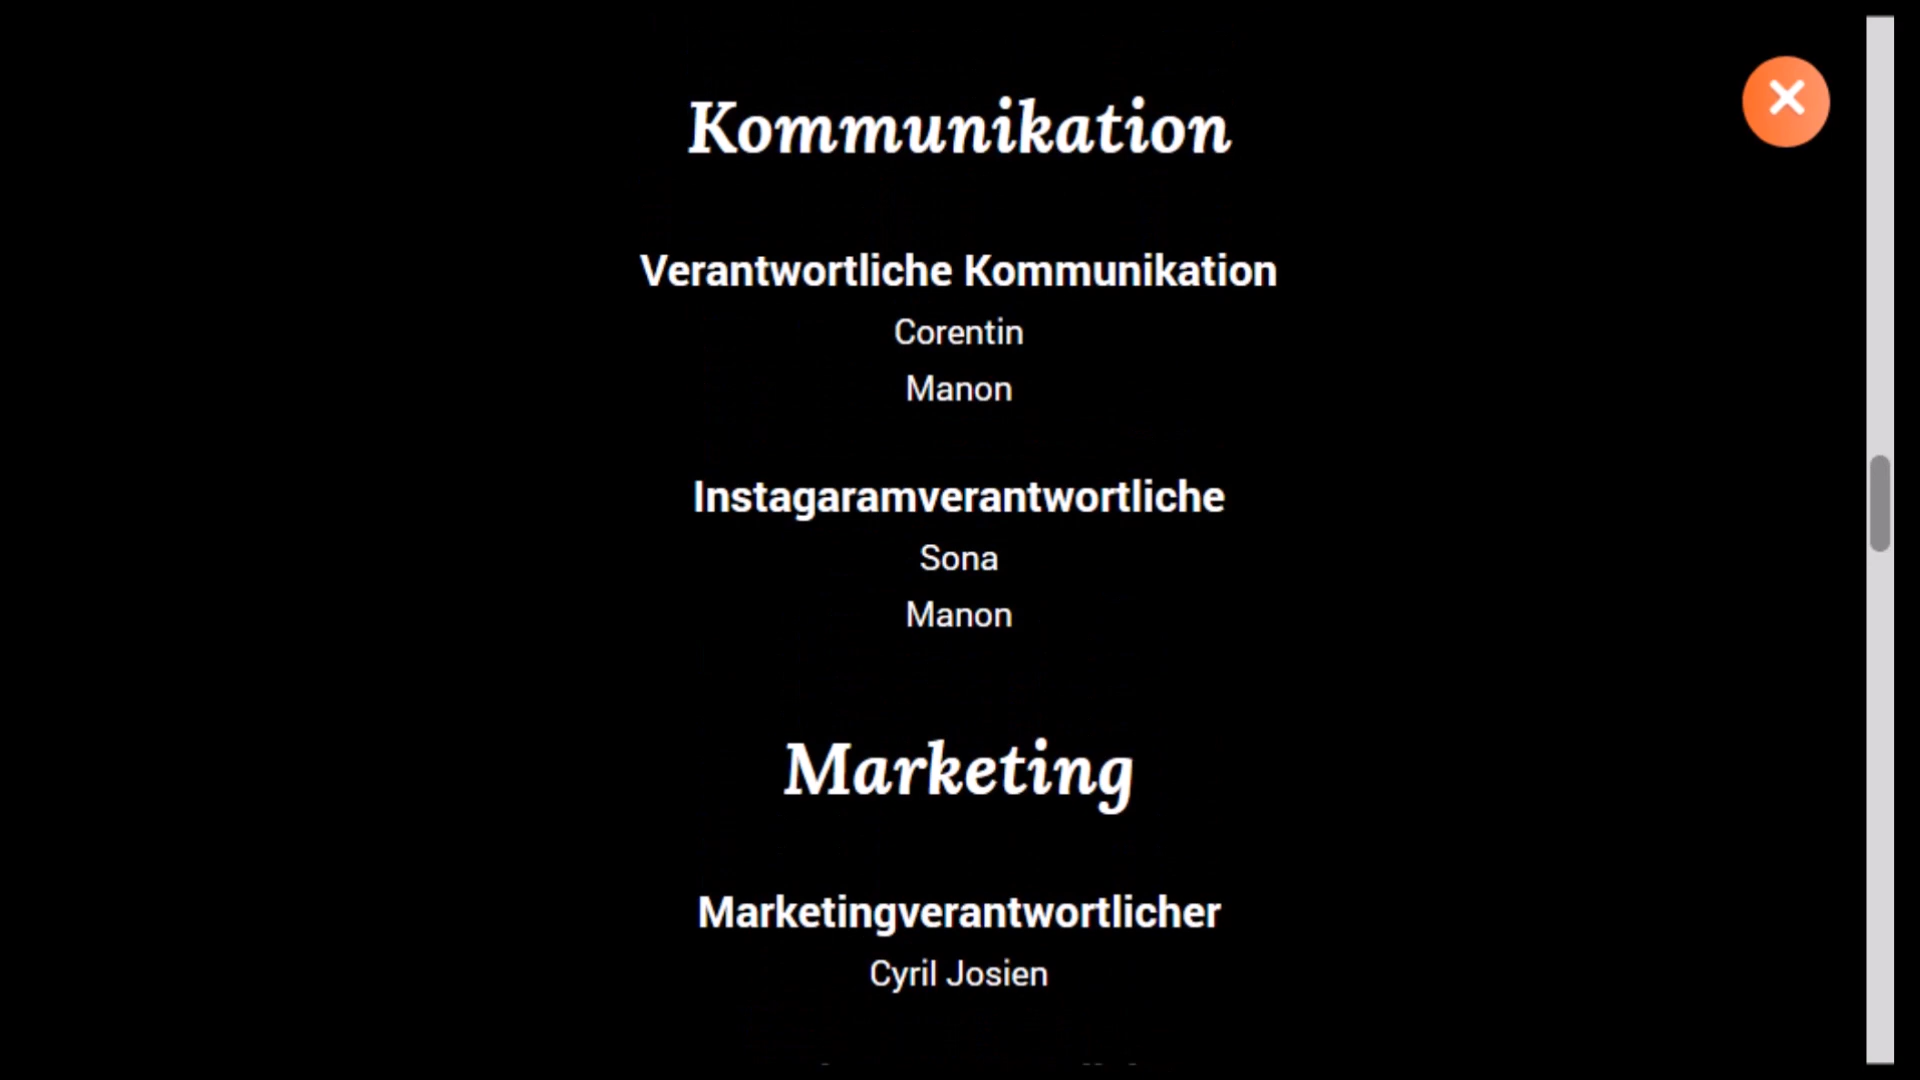 Kommunikation
Verantwortliche Kommunikation
Corentin
Manon
Instagaramverantwortliche
Sona
Manon
Marketing
Marketingverantwortlicher
Cyril Josien